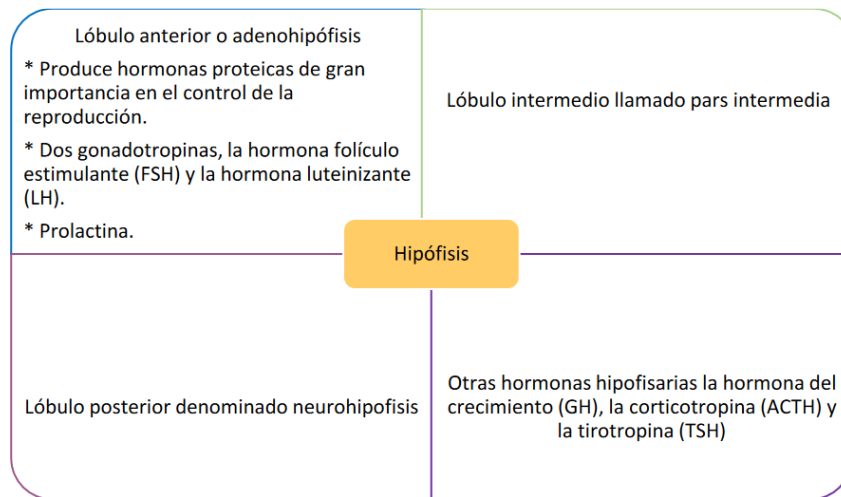 Lóbulo anterior o adenohipófisis
* Produce hormonas proteicas de gran
importancia en el control de la
reproducción.
* Dos gonadotropinas, la hormona folículo
estimulante (FSH) y la hormona luteinizante
(LH).
* Prolactina.
Lóbulo intermedio llamado pars intermedia
Hipófisis
Lóbulo posterior denominado neurohipofisis
Otras hormonas hipofisarias la hormona del
crecimiento (GH), la corticotropina (ACTH) y
la tirotropina (TSH)